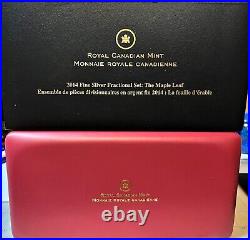 ROYAL CANADIAN MINT
MONNAIE ROYALE CANADIENNE
2014 Fine Silver Fractional Set: The Maple Leaf
Ensemble de pièces divisionnaires en argent fin 2014 : La feuille d'érable
ROYAL CANADIAN MINT
MONNAIE ROYALE CANADIENNE